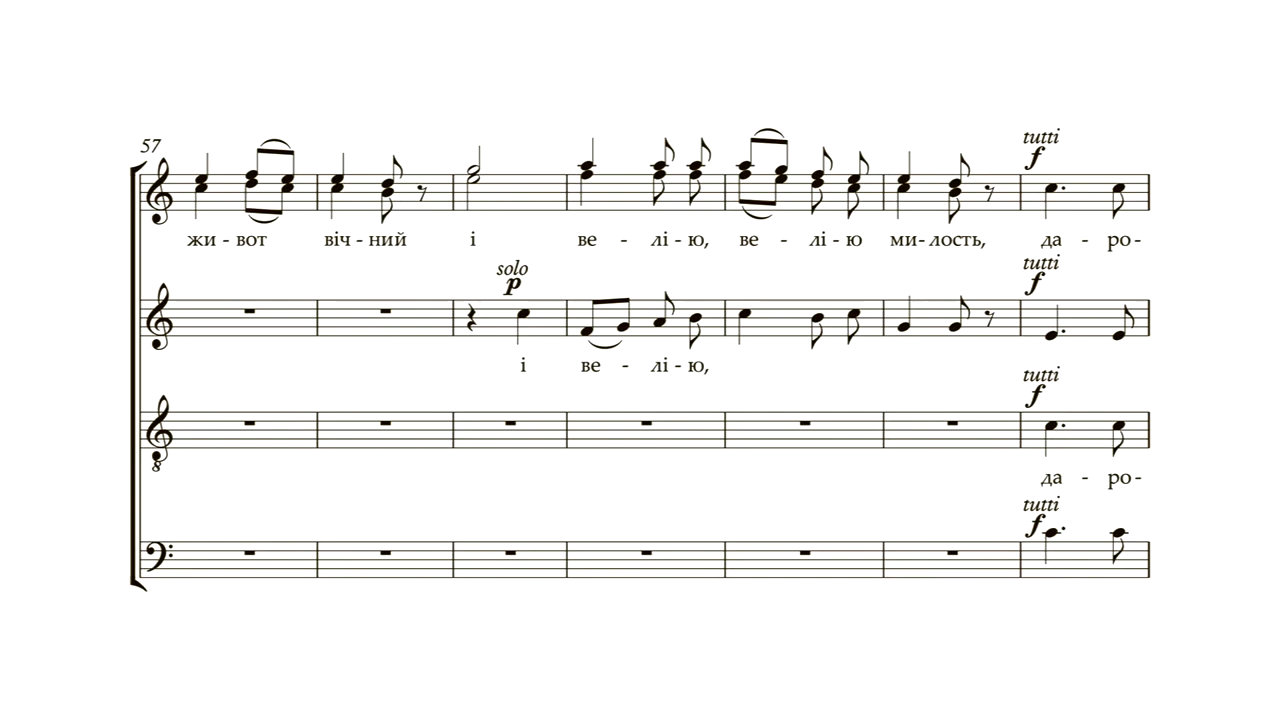 57
tutti
f
жи - вот віч - ний і ве - лі - ю, ве - лі - ю ми - лость, да - ро -
solo
p
tutti
f
і ве - лі - ю,
tutti
f
8
да - ро -
tutti
f